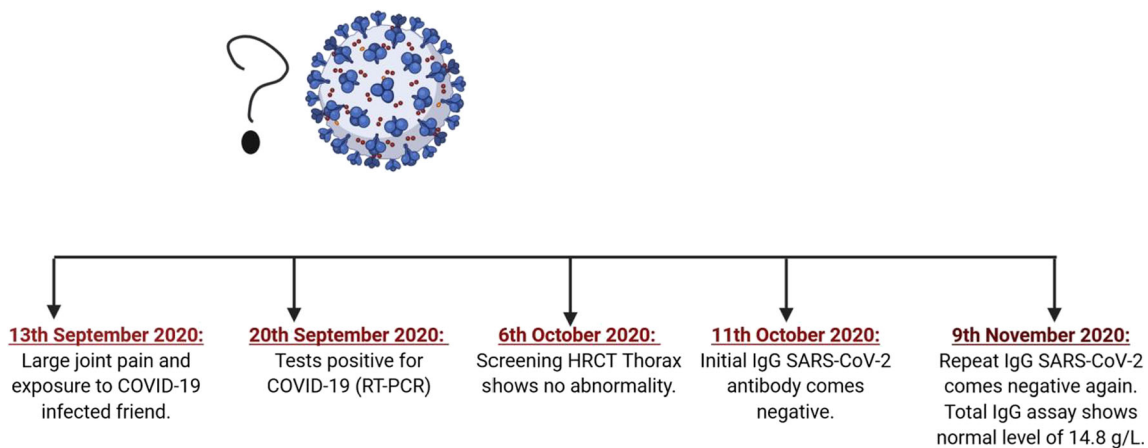 13th September 2020:
Large joint pain and
exposure to COVID-19
infected friend.
20th September 2020:
Tests positive for
COVID-19 (RT-PCR)
6th October 2020:
Screening HRCT Thorax
shows no abnormality.
11th October 2020:
Initial IgG SARS-CoV-2
antibody comes
negative.
9th November 2020:
Repeat IgG SARS-CoV-2
comes negative again.
Total IgG assay shows
normal level of 14.8 g/L.